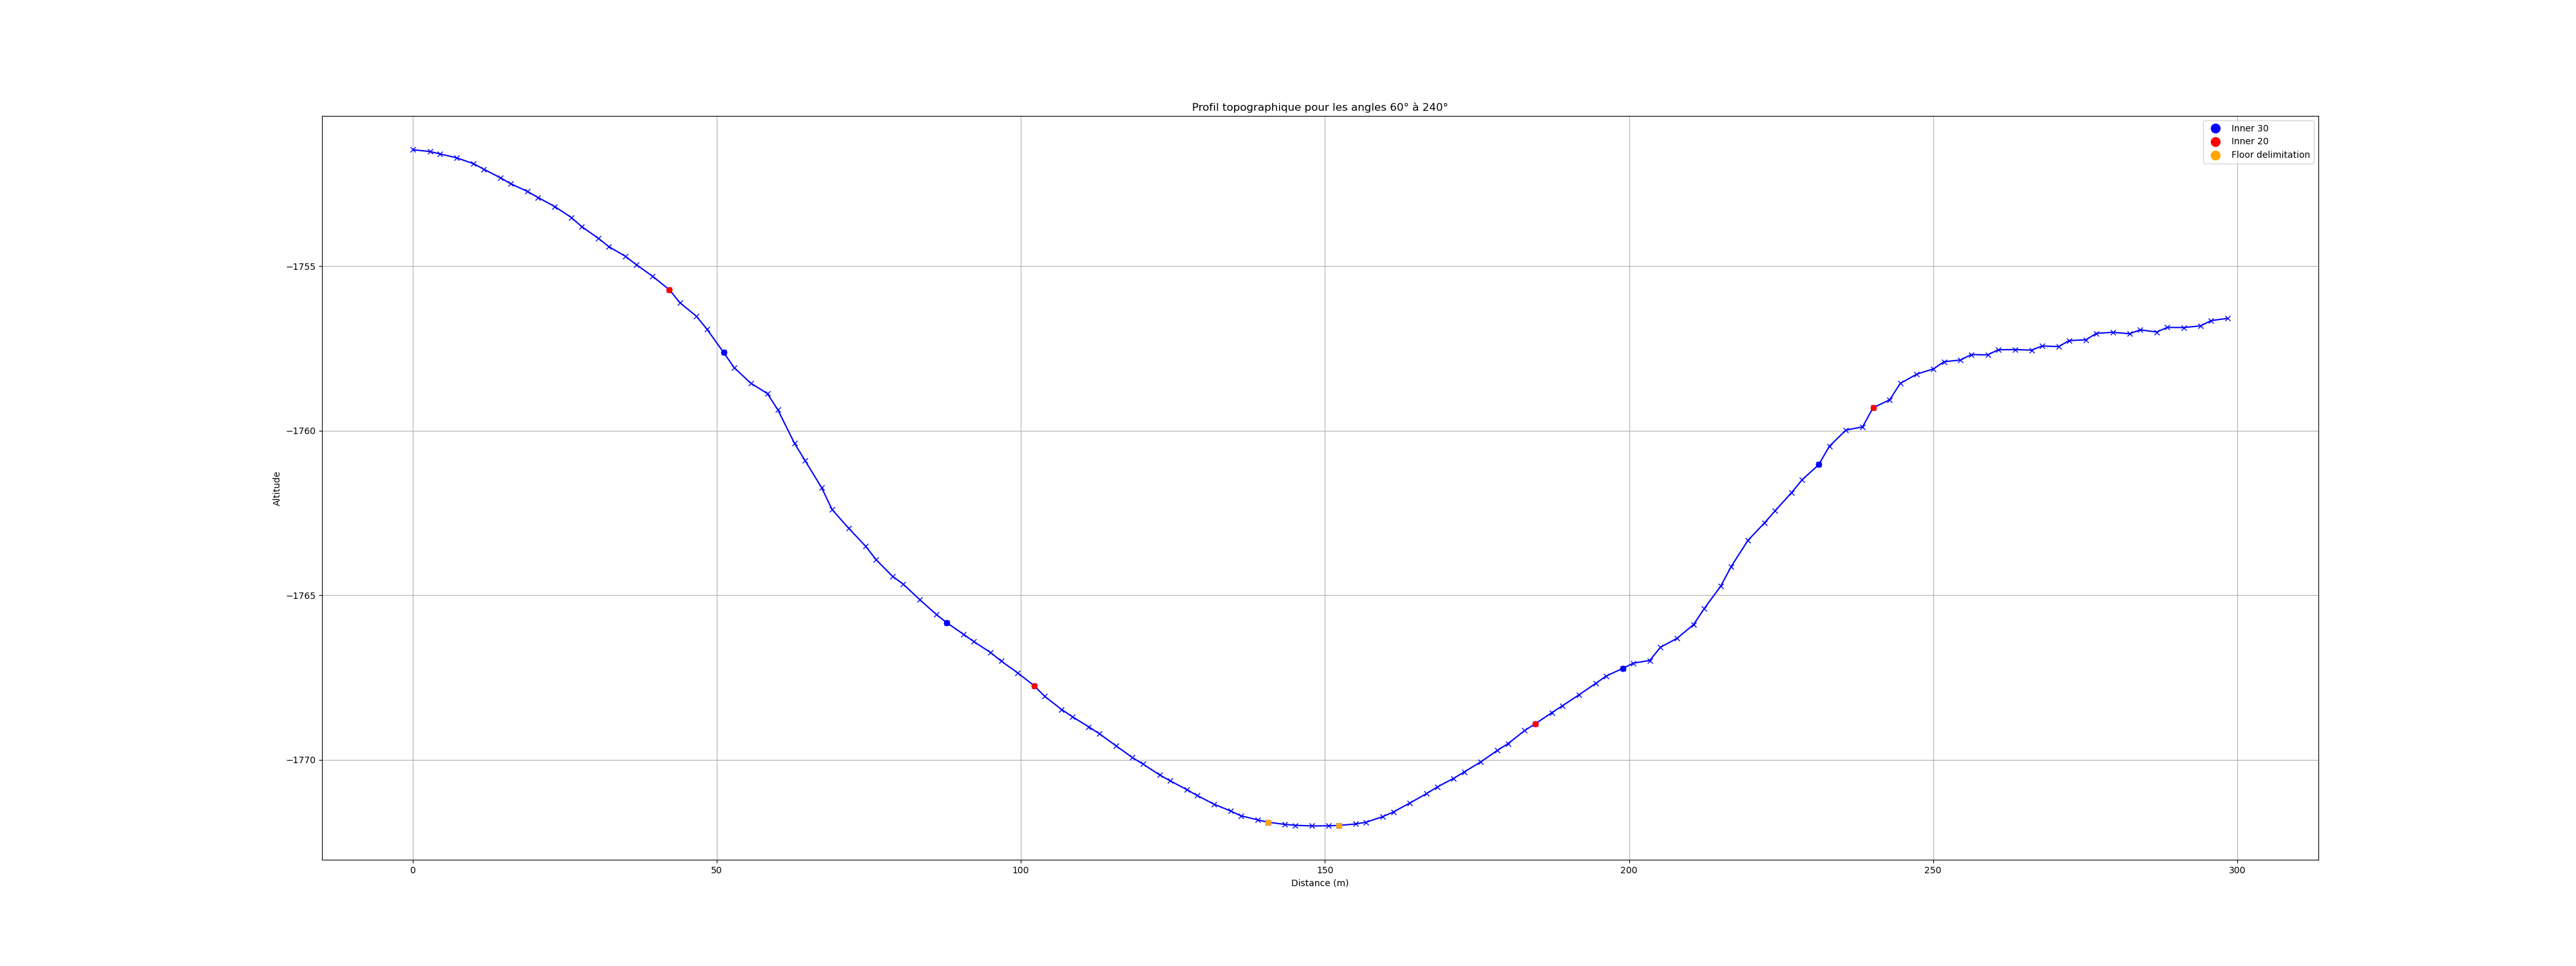 Profil topographique pour les angles 60° à 240°
Inner 30
Inner 20
Floor delimitation
Altitude
−1755
−1760
−1765
−1770
0
50
100
150
200
250
300
Distance (m)